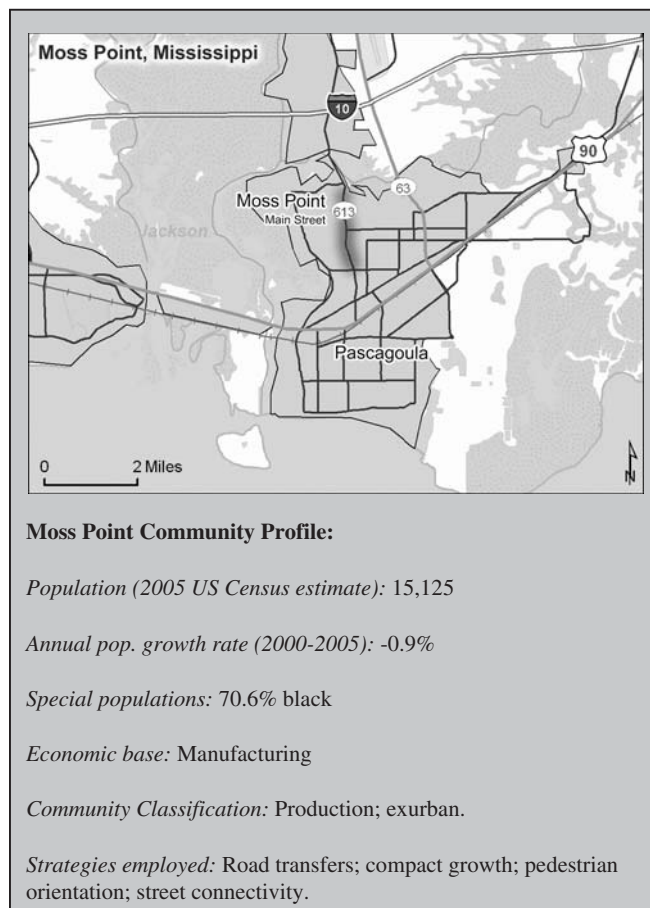 Moss Point, Mississippi
10
90
63
Moss Point
613
Main Street
Jackson
Pascagoula
0 2 Miles
N
Moss Point Community Profile:
Population (2005 US Census estimate): 15,125
Annual pop. growth rate (2000-2005): -0.9%
Special populations: 70.6% black
Economic base: Manufacturing
Community Classification: Production; exurban.
Strategies employed: Road transfers; compact growth; pedestrian
orientation; street connectivity.